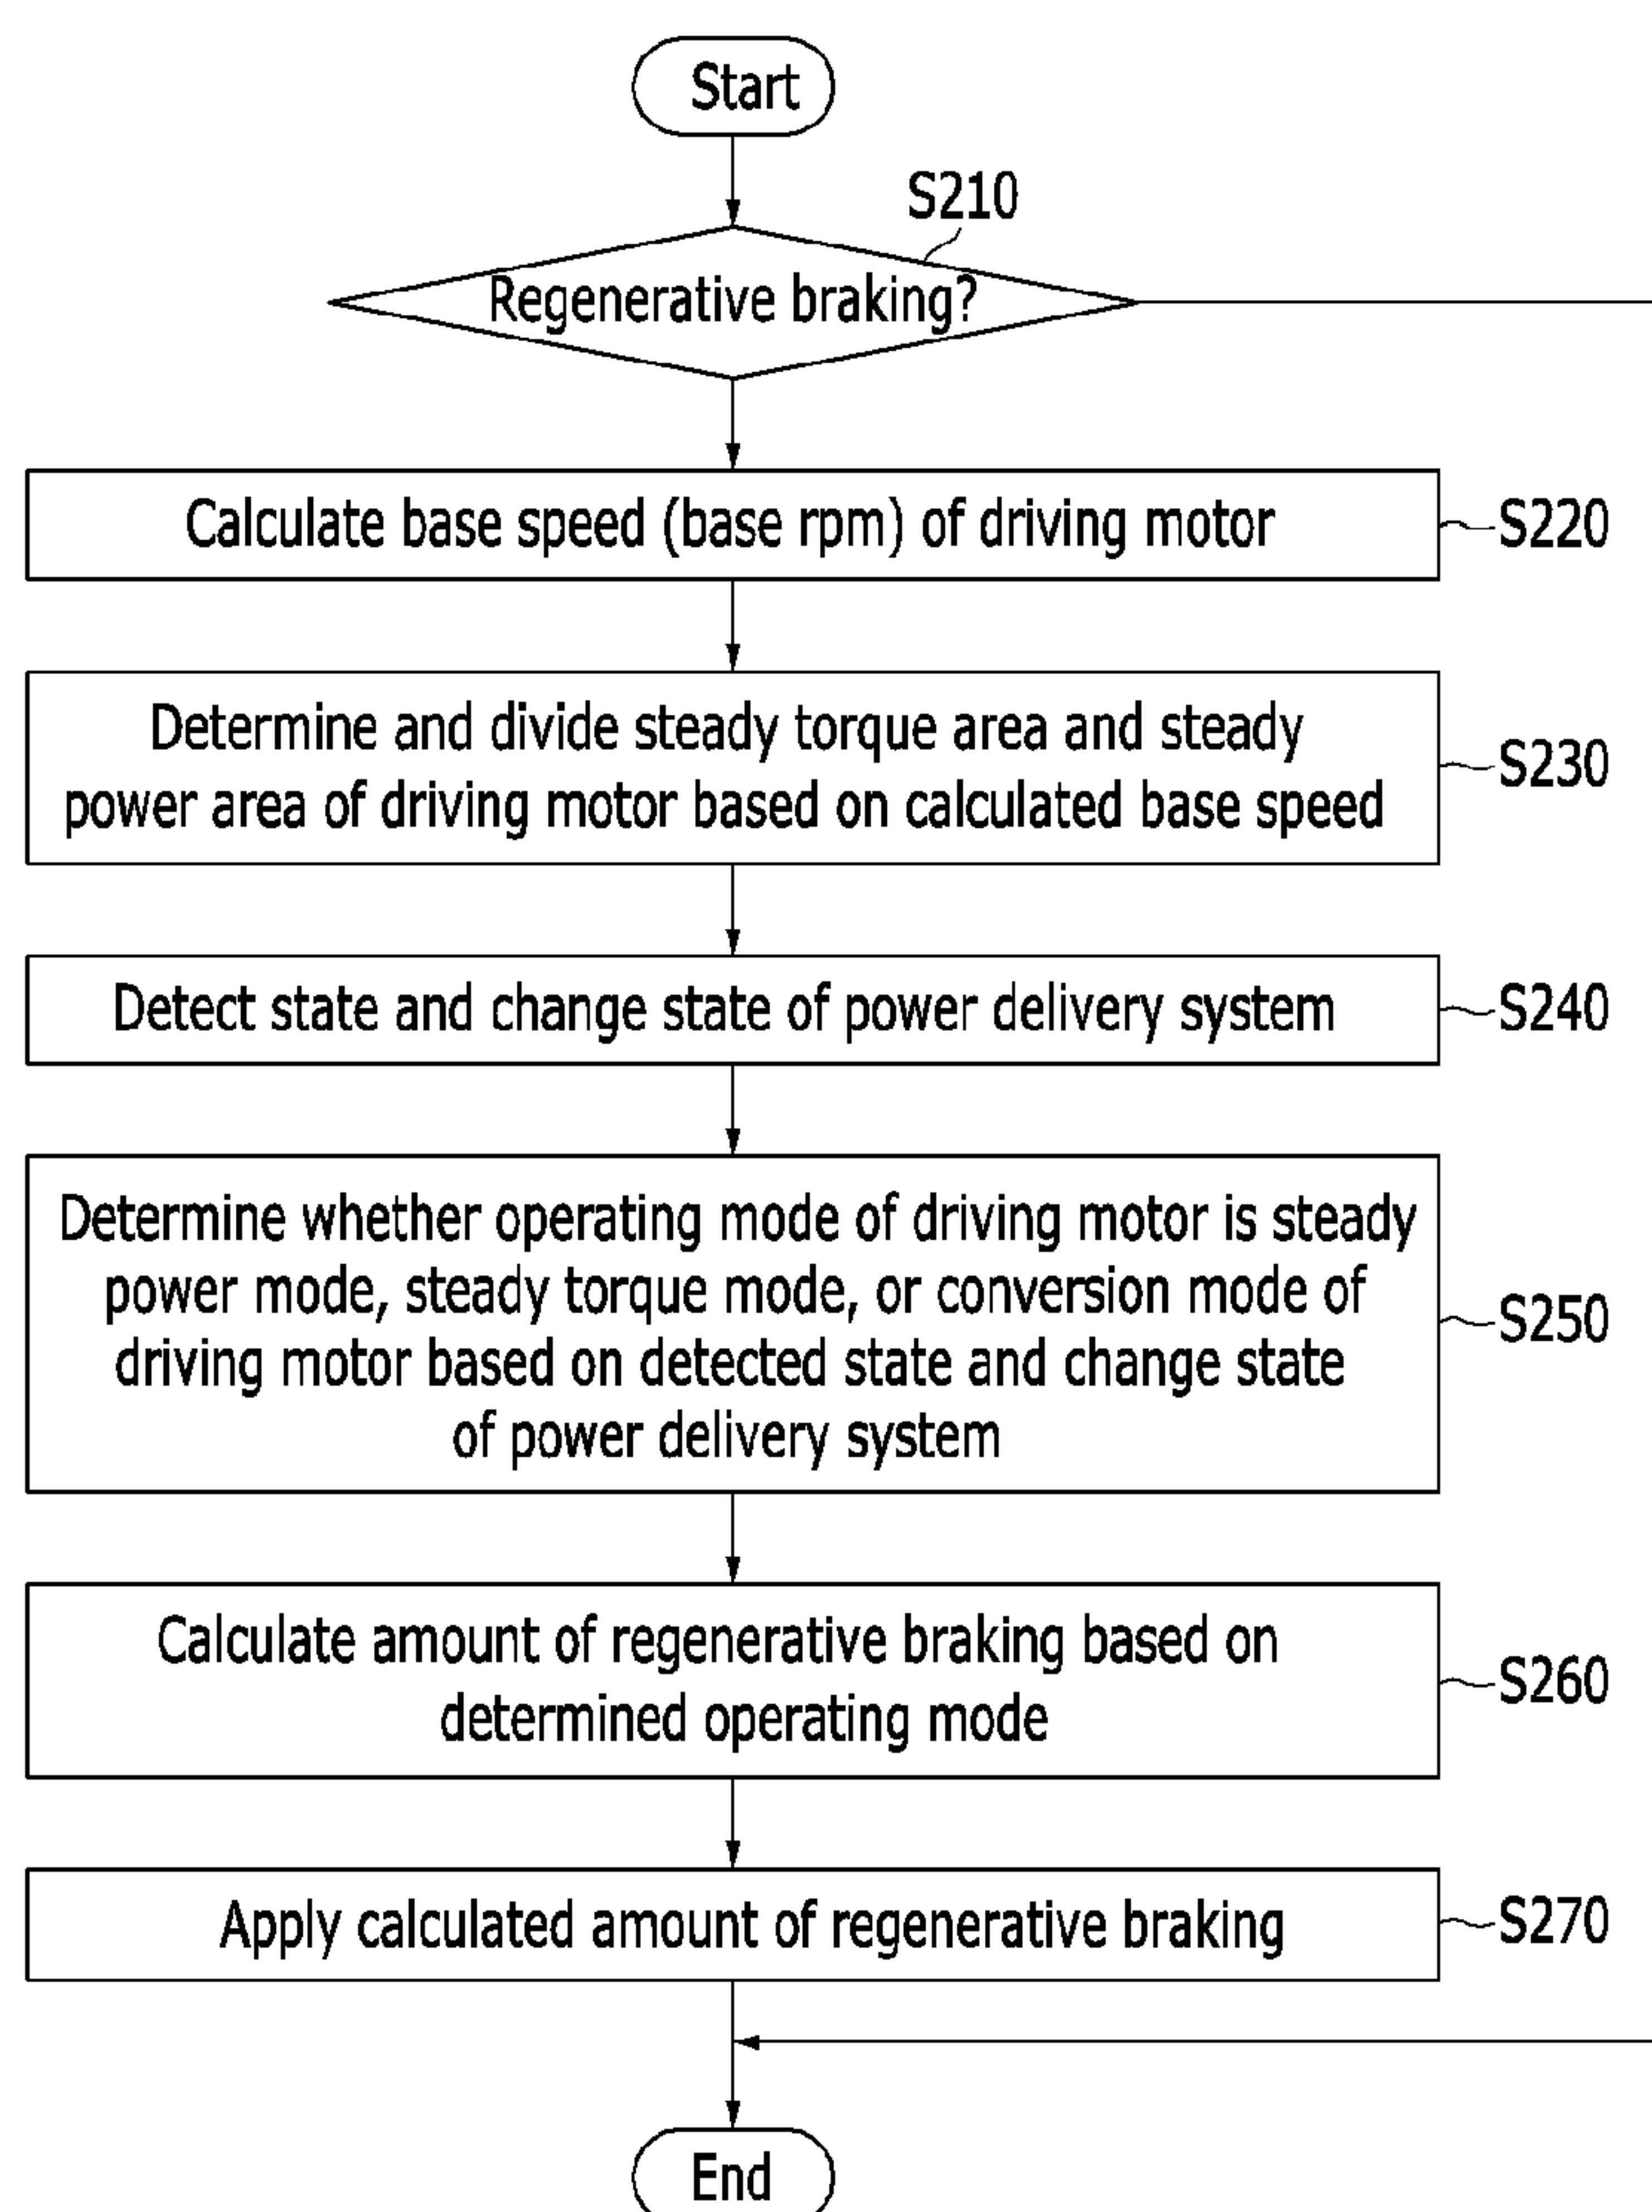 Start
S210
Regenerative braking?
Calculate base speed (base rpm) of driving motor
S220
Determine and divide steady torque area and steady
power area of driving motor based on calculated base speed
S230
Detect state and change state of power delivery system
S240
Determine whether operating mode of driving motor is steady
power mode, steady torque mode, or conversion mode of
driving motor based on detected state and change state
of power delivery system
S250
Calculate amount of regenerative braking based on
determined operating mode
S260
Apply calculated amount of regenerative braking
S270
End